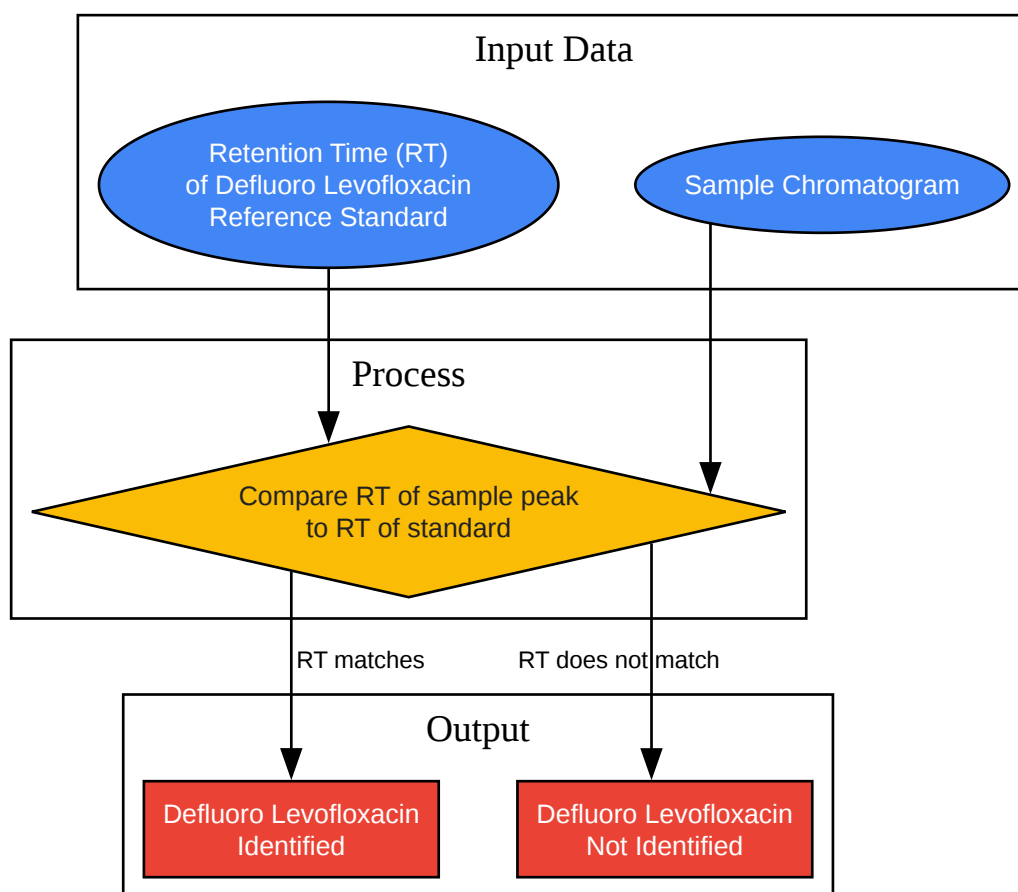 Input Data
Retention Time (RT)
of Defluoro Levofloxacin
Reference Standard
Sample Chromatogram
Process
Compare RT of sample peak
to RT of standard
RT matches
RT does not match
Output
Defluoro Levofloxacin
Identified
Defluoro Levofloxacin
Not Identified